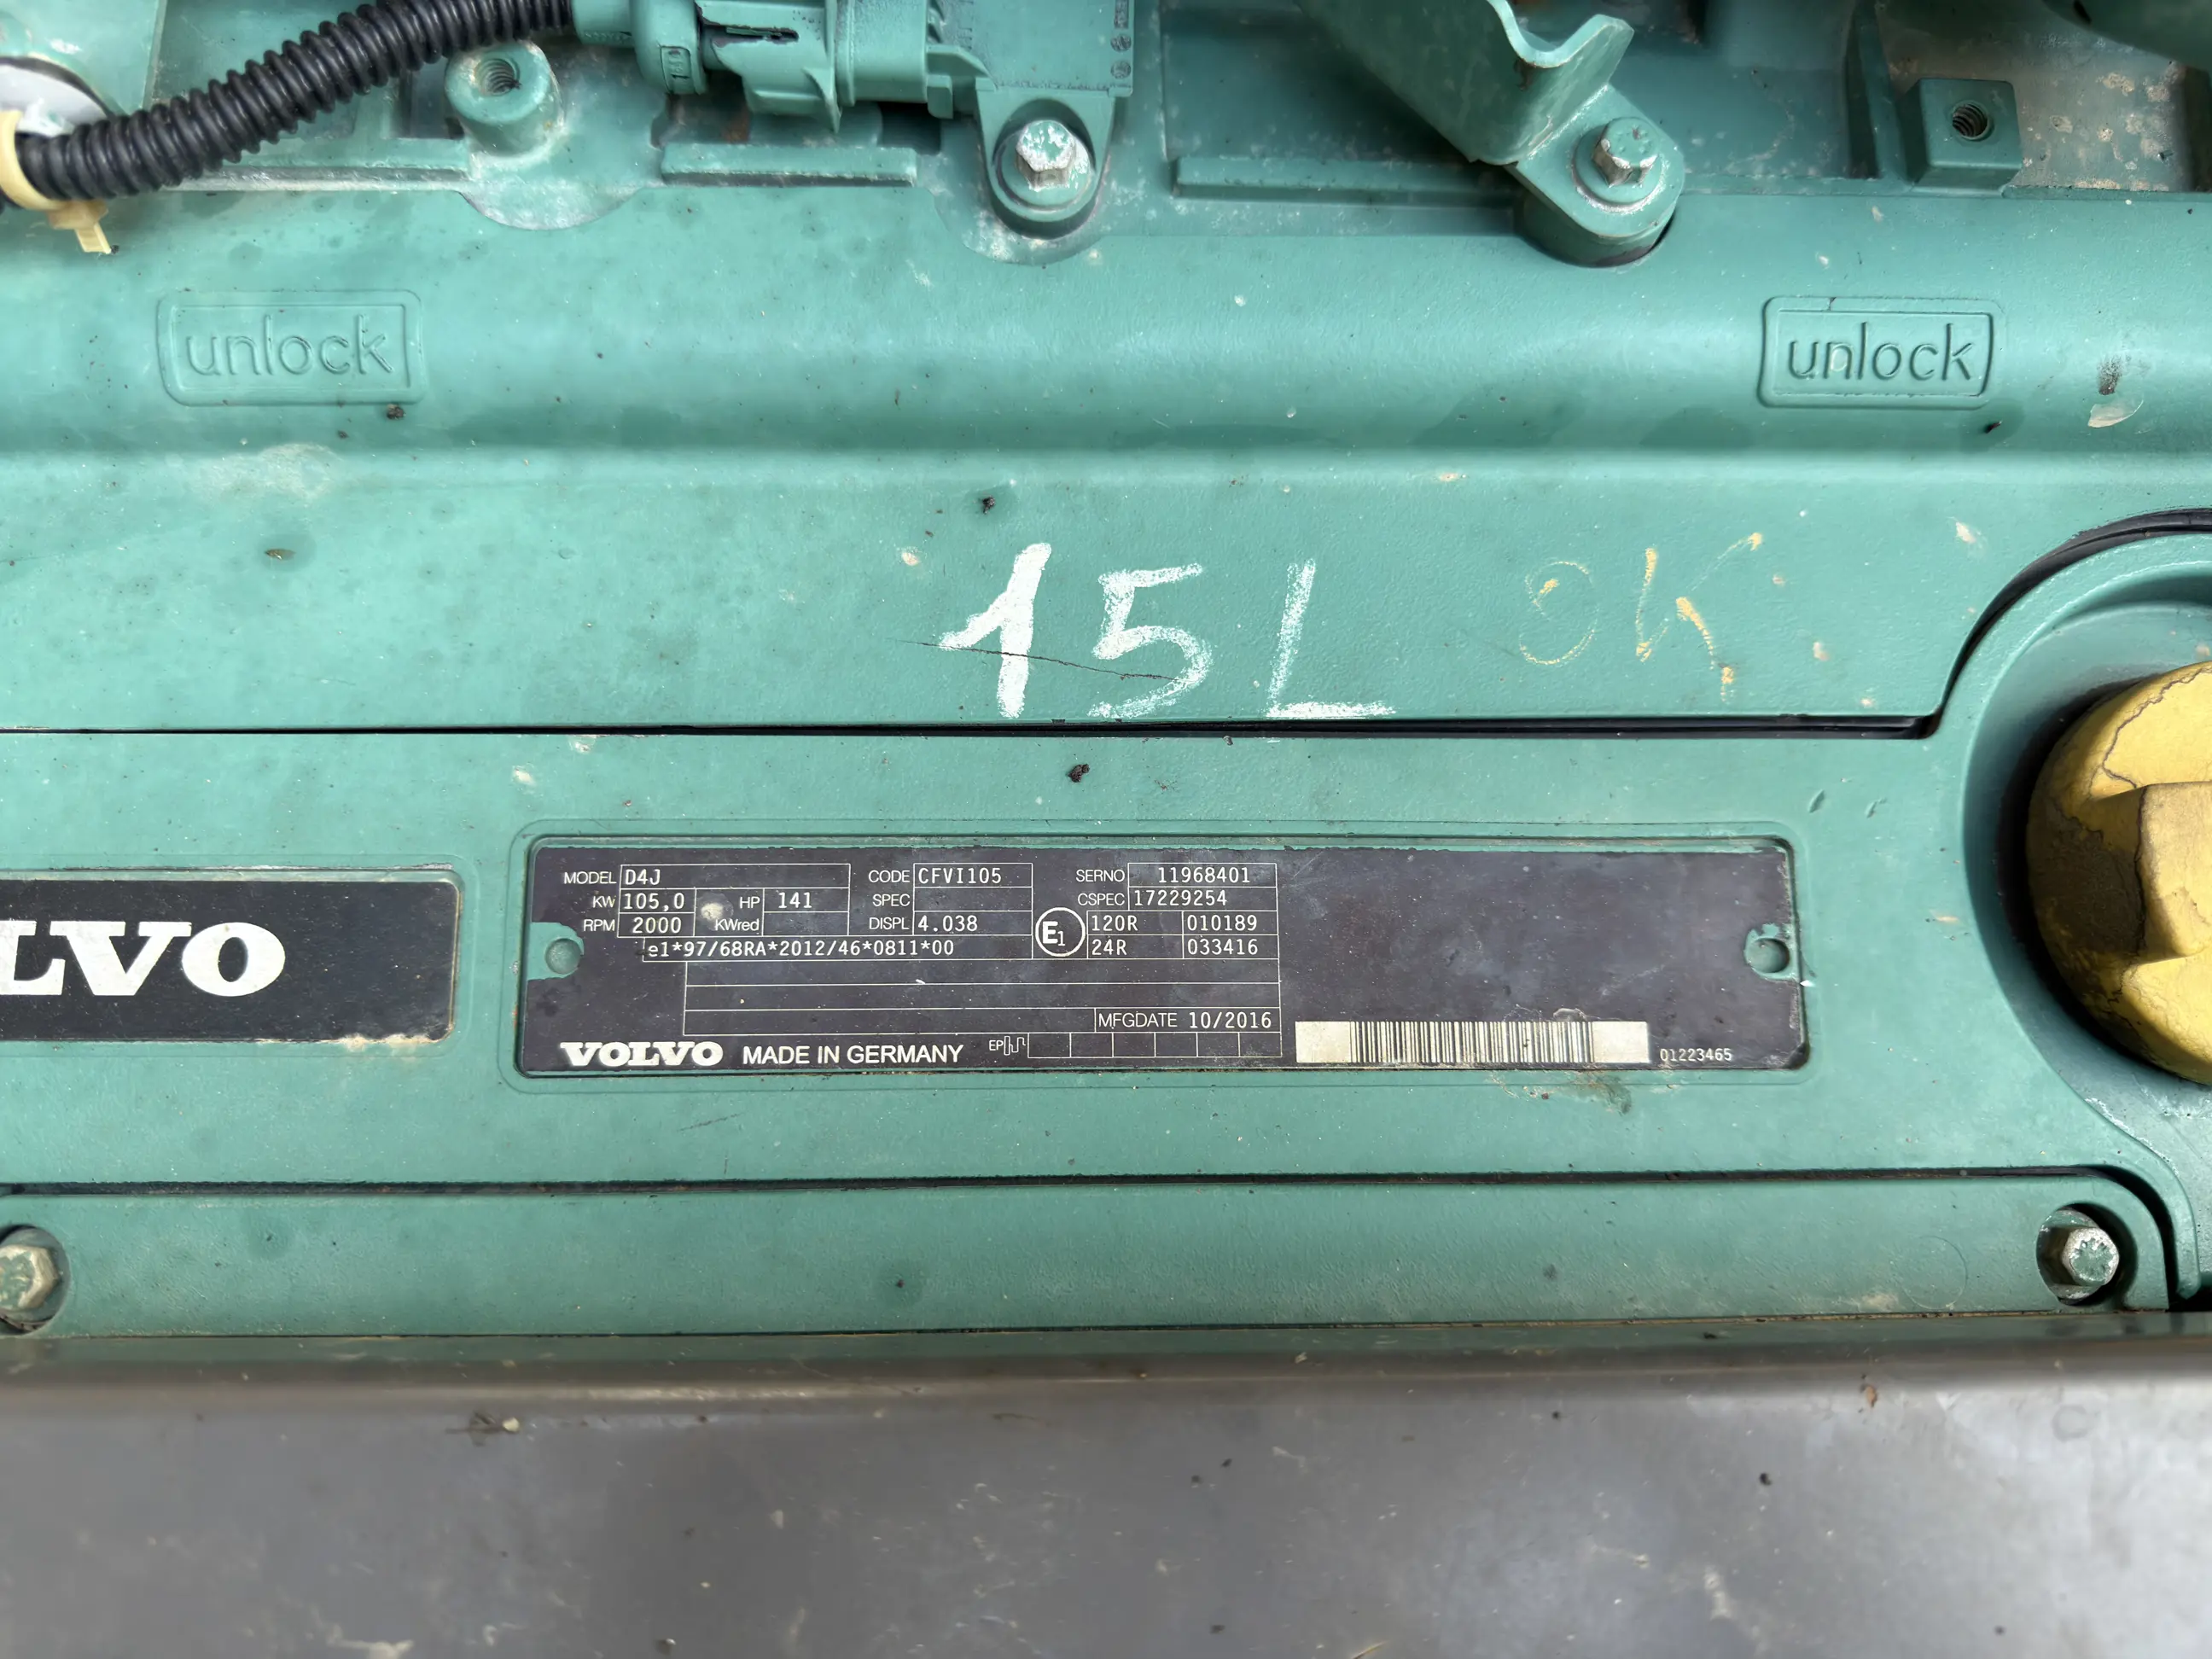 unlock unlock
15L OK
MODEL D4J CODE CFVI105 SERNO 11968401
KW 105,0 HP 141 SPEC CSPEC 17229254
RPM 2000 KWred DISPL 4.038 E1 120R 010189
e1*97/68RA*2012/46*0811*00 24R 033416
MFGDATE 10/2016
VOLVO MADE IN GERMANY EP
01223465
LVO